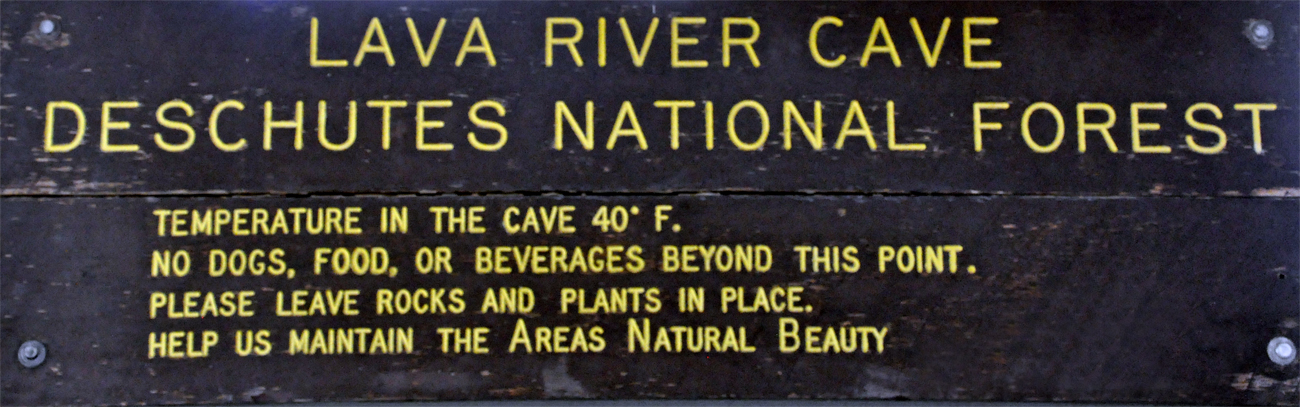 LAVA RIVER CAVE
DESCHUTES NATIONAL FOREST
TEMPERATURE IN THE CAVE 40° F.
NO DOGS, FOOD, OR BEVERAGES BEYOND THIS POINT.
PLEASE LEAVE ROCKS AND PLANTS IN PLACE.
HELP US MAINTAIN THE AREAS NATURAL BEAUTY